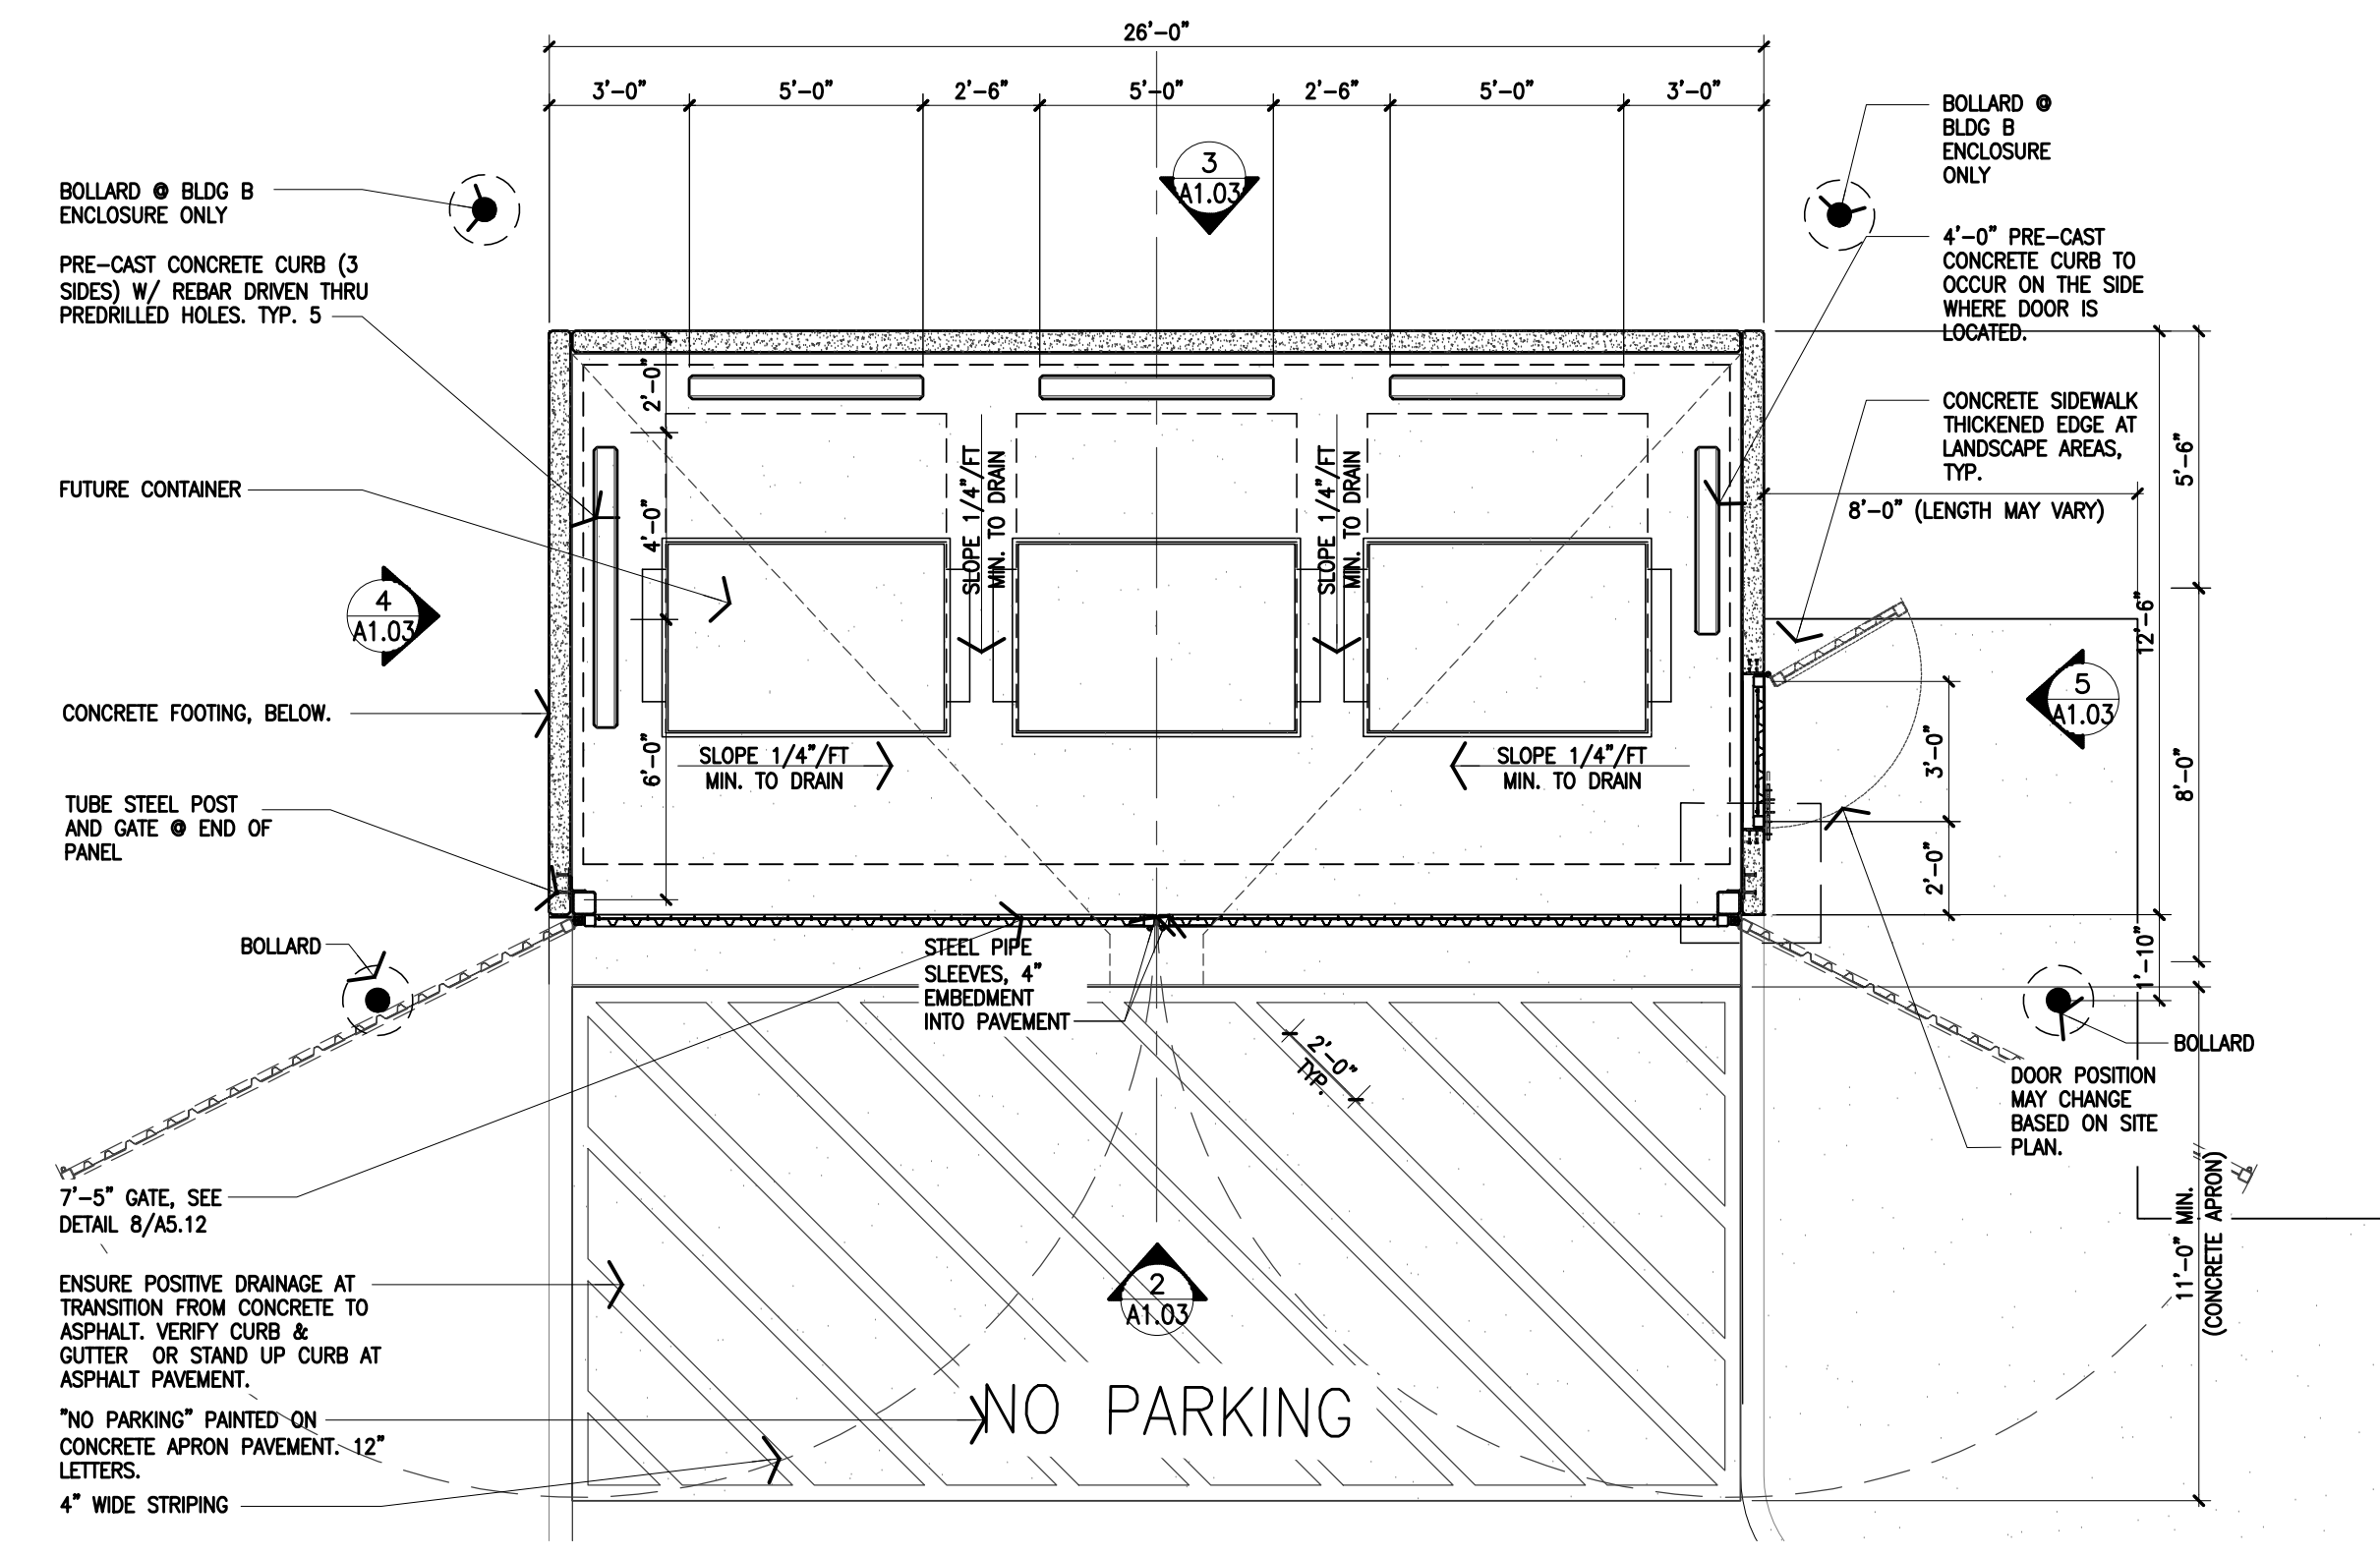 26'-0"
3'-0"
5'-0"
2'-6"
5'-0"
2'-6"
5'-0"
3'-0"
BOLLARD @ BLDG B
ENCLOSURE ONLY
PRE-CAST CONCRETE CURB (3
SIDES) W/ REBAR DRIVEN THRU
PREDRILLED HOLES. TYP. 5
FUTURE CONTAINER
4
A1.03
CONCRETE FOOTING, BELOW.
TUBE STEEL POST
AND GATE @ END OF
PANEL
BOLLARD
7'-5" GATE, SEE
DETAIL 8/A5.12
ENSURE POSITIVE DRAINAGE AT
TRANSITION FROM CONCRETE TO
ASPHALT. VERIFY CURB &
GUTTER OR STAND UP CURB AT
ASPHALT PAVEMENT.
"NO PARKING" PAINTED ON
CONCRETE APRON PAVEMENT. 12"
LETTERS.
4" WIDE STRIPING
3
A1.03
2'-0"
4'-0"
6'-0"
SLOPE 1/4"/FT
MIN. TO DRAIN
SLOPE 1/4"/FT
MIN. TO DRAIN
SLOPE 1/4"/FT
MIN. TO DRAIN
SLOPE 1/4"/FT
MIN. TO DRAIN
STEEL PIPE
SLEEVES, 4"
EMBEDMENT
INTO PAVEMENT
2'-0"
TYP.
2
A1.03
NO PARKING
BOLLARD @
BLDG B
ENCLOSURE
ONLY
4'-0" PRE-CAST
CONCRETE CURB TO
OCCUR ON THE SIDE
WHERE DOOR IS
LOCATED.
CONCRETE SIDEWALK
THICKENED EDGE AT
LANDSCAPE AREAS,
TYP.
8'-0" (LENGTH MAY VARY)
5'-6"
12'-6"
5
A1.03
3'-0"
8'-0"
2'-0"
1'-10"
BOLLARD
DOOR POSITION
MAY CHANGE
BASED ON SITE
PLAN.
11'-0" MIN.
(CONCRETE APRON)